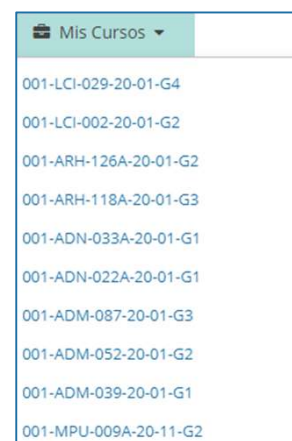 Mis Cursos
001-LCI-029-20-01-G4
001-LCI-002-20-01-G2
001-ARH-126A-20-01-G2
001-ARH-118A-20-01-G3
001-ADN-033A-20-01-G1
001-ADN-022A-20-01-G1
001-ADM-087-20-01-G3
001-ADM-052-20-01-G2
001-ADM-039-20-01-G1
001-MPU-009A-20-11-G2